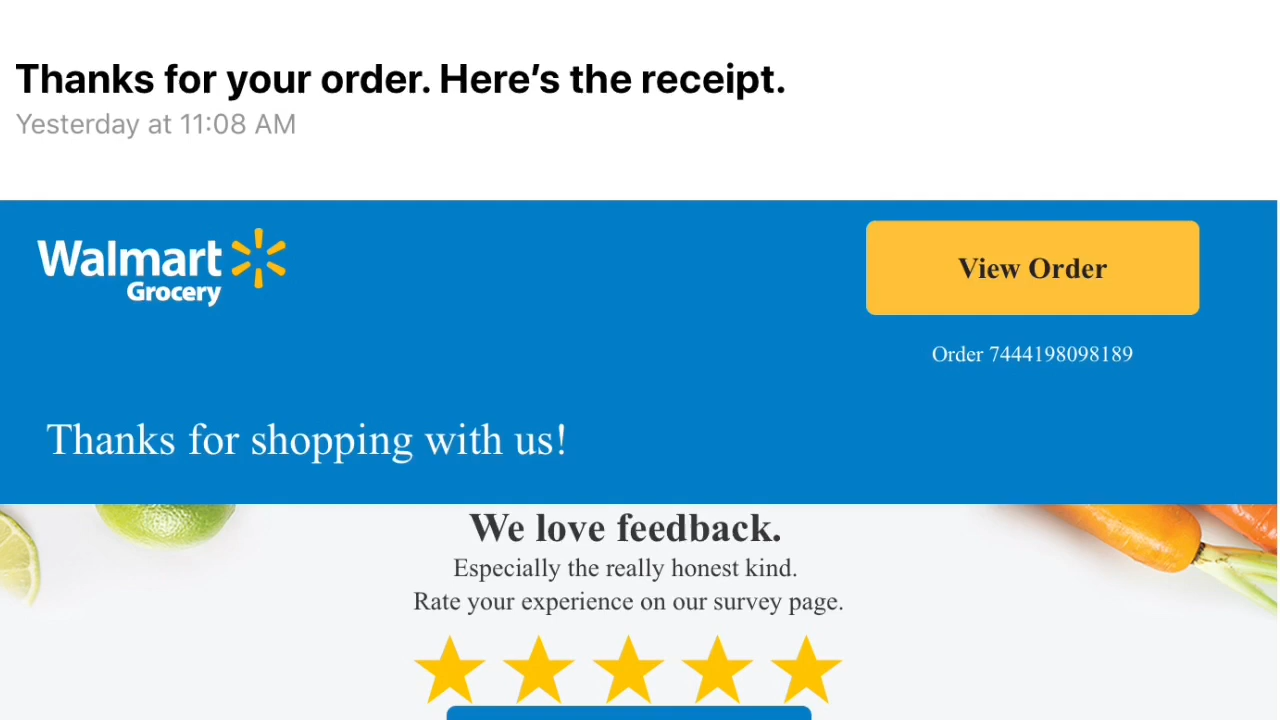 Thanks for your order. Here’s the receipt.
Yesterday at 11:08 AM
Walmart
Grocery
View Order
Order 7444198098189
Thanks for shopping with us!
We love feedback.
Especially the really honest kind.
Rate your experience on our survey page.